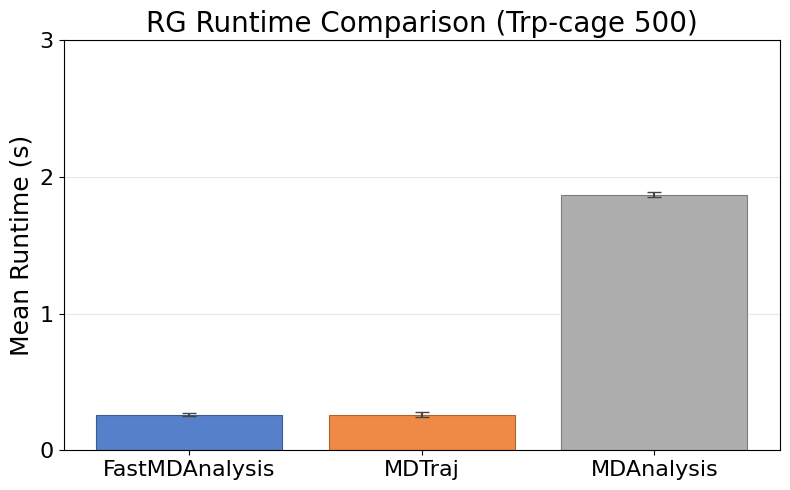 RG Runtime Comparison (Trp-cage 500)
Mean Runtime (s)
3
2
1
0
FastMDAnalysis
MDTraj
MDAnalysis